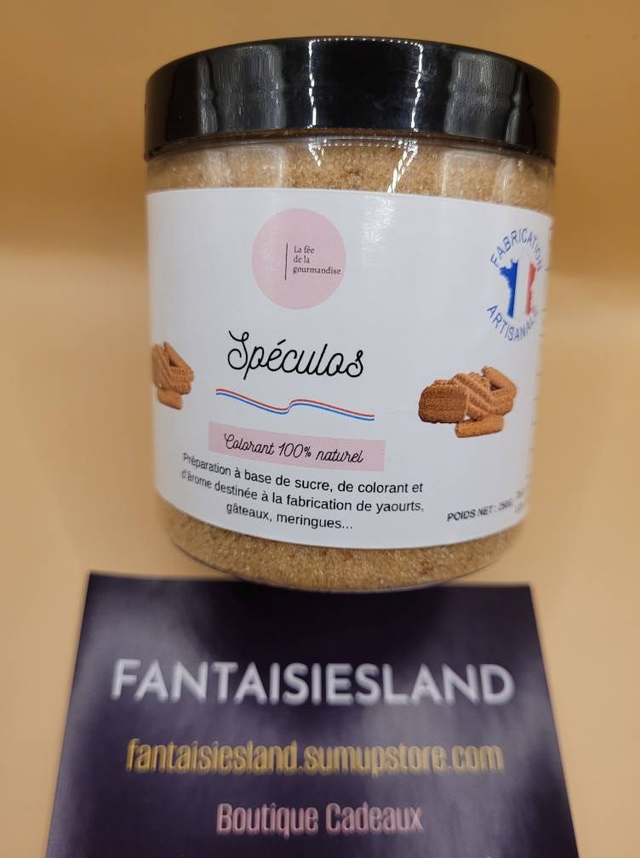 La fée
de la
gourmandise
FABRICATION
ARTISANALE
Spéculos
Colorant 100% naturel
Préparation à base de sucre, de colorant et
d'arome destinée à la fabrication de yaourts,
gâteaux, meringues...
POIDS NET :
FANTAISIESLAND
fantaisiesland.sumupstore.com
Boutique Cadeaux